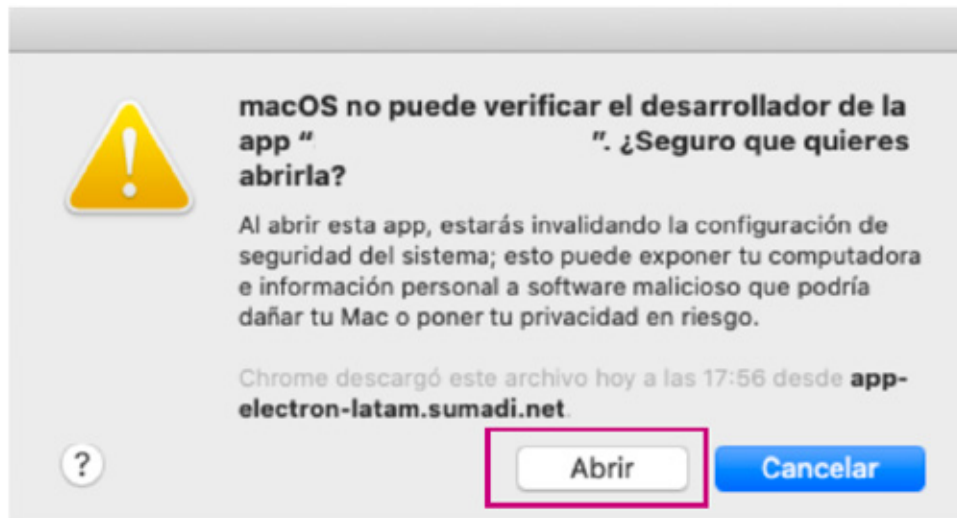 macOS no puede verificar el desarrollador de la
app “ ”. ¿Seguro que quieres
abrirla?
Al abrir esta app, estarás invalidando la configuración de
seguridad del sistema; esto puede exponer tu computadora
e información personal a software malicioso que podría
dañar tu Mac o poner tu privacidad en riesgo.
Chrome descargó este archivo hoy a las 17:56 desde app-
electron-latam.sumadi.net.
?
Abrir
Cancelar